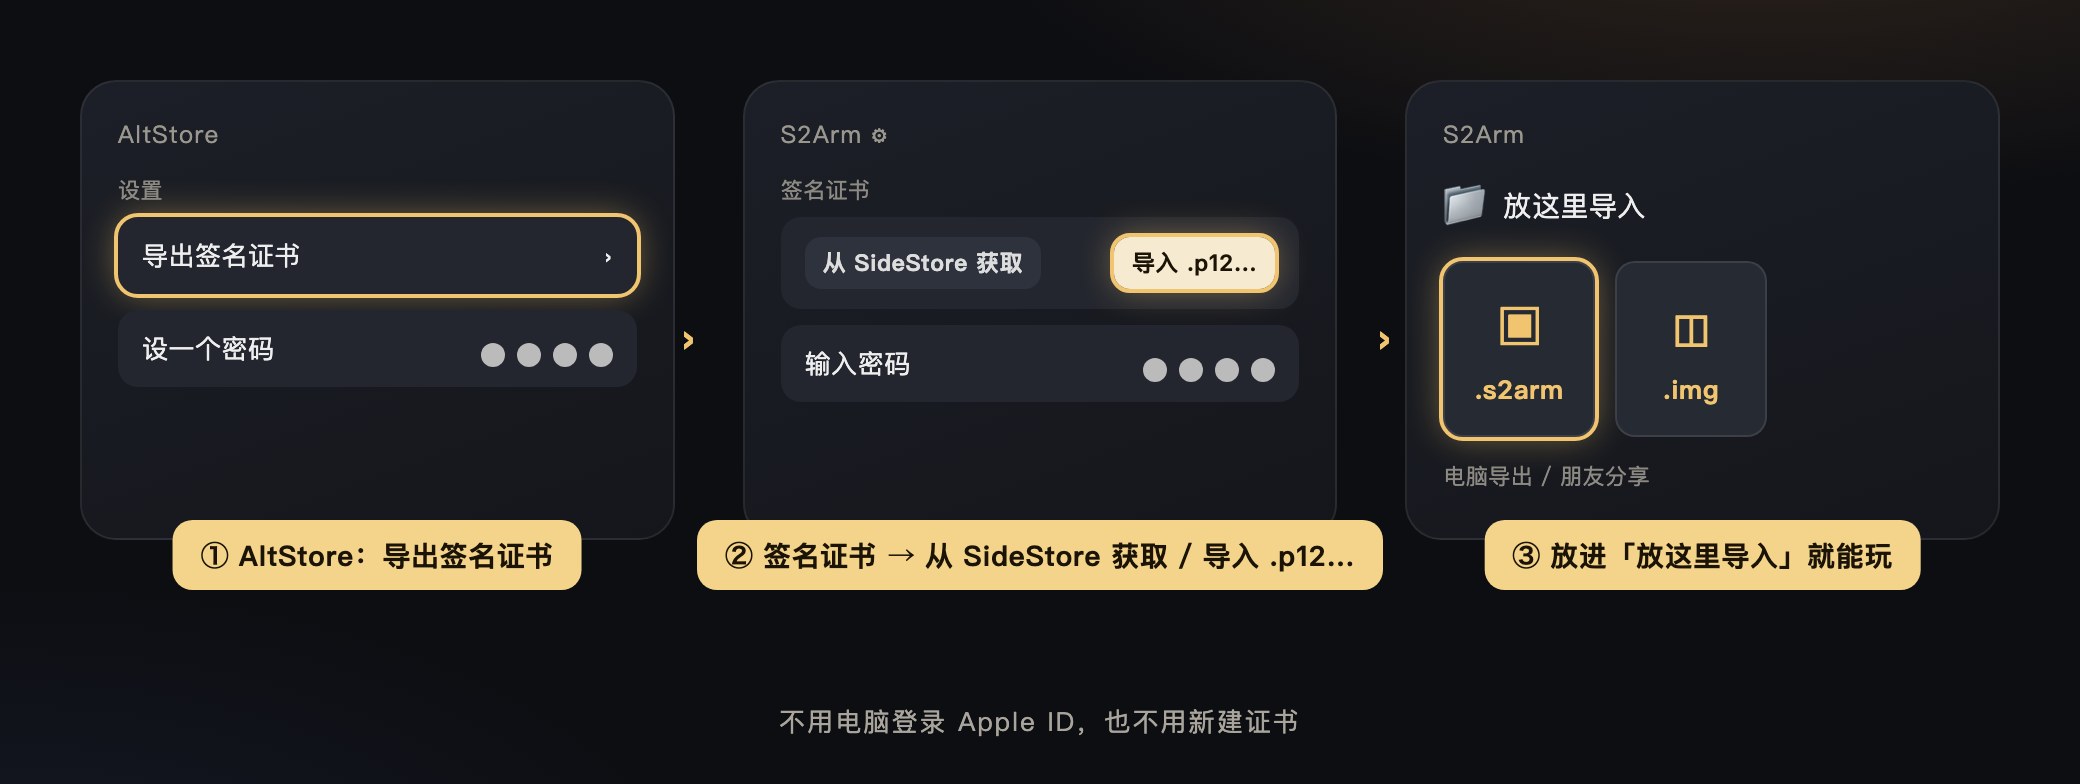 AltStore
设置
导出签名证书
设一个密码
① AltStore：导出签名证书
S2Arm
签名证书
从 SideStore 获取
导入 .p12...
输入密码
② 签名证书 → 从 SideStore 获取 / 导入 .p12...
S2Arm
放这里导入
.s2arm
.img
电脑导出 / 朋友分享
③ 放进「放这里导入」就能玩
不用电脑登录 Apple ID，也不用新建证书